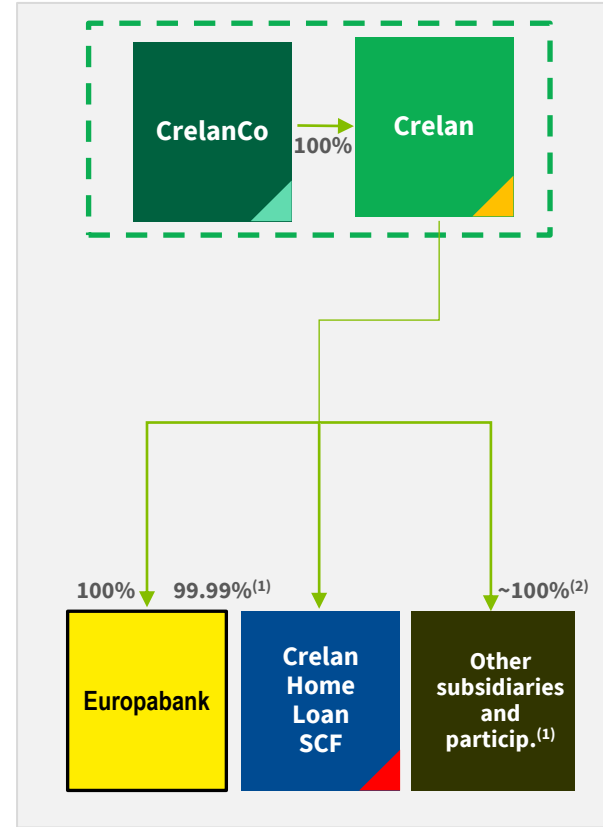 CrelanCo
100%
Crelan
100%
99.99%(1)
~100%(2)
Europabank
Crelan
Home
Loan
SCF
Other
subsidiaries
and
particip.(1)